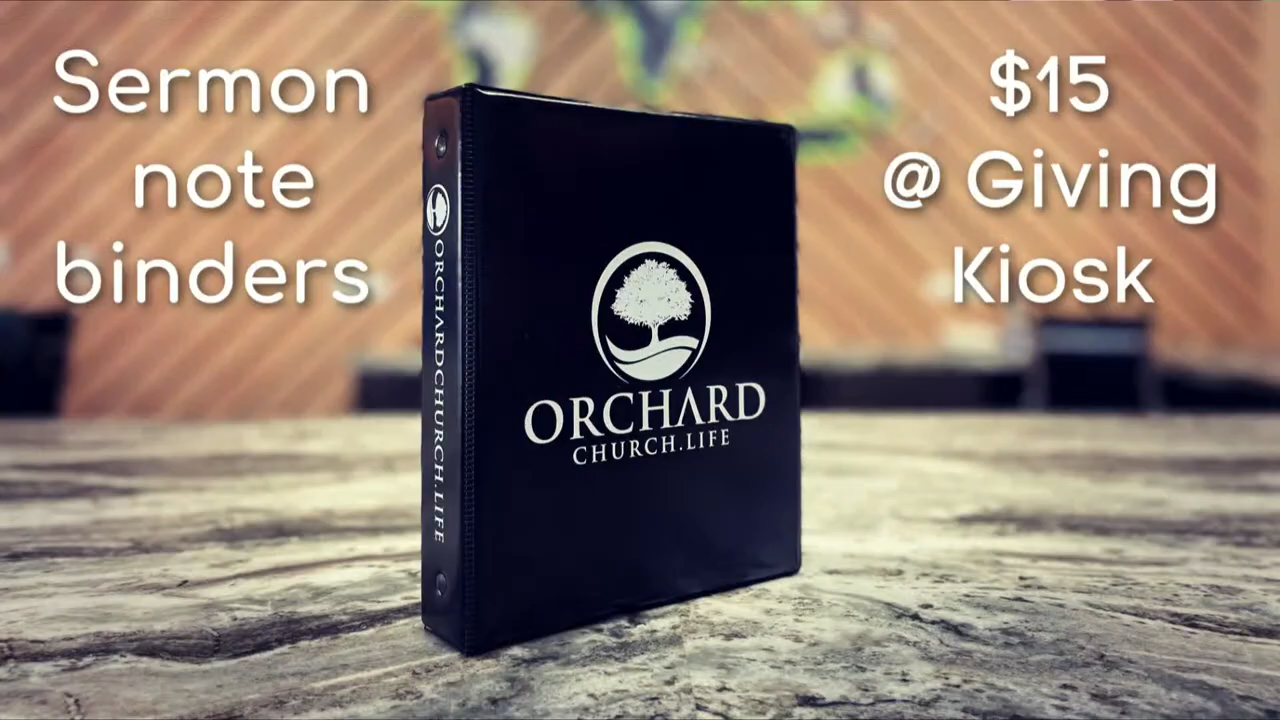 Sermon
note
binders
$15
@ Giving
Kiosk
ORCHARDCHURCH.LIFE
ORCHARD
CHURCH.LIFE